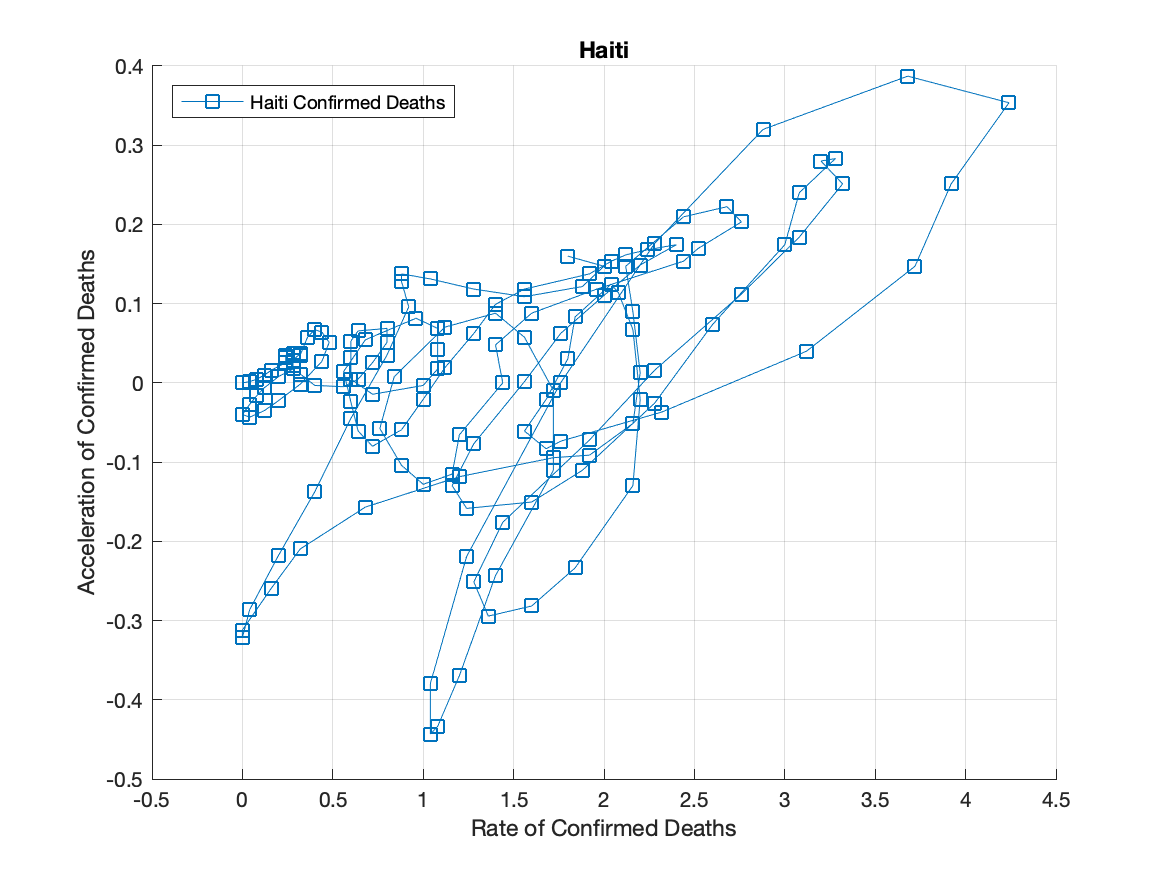 Haiti
Haiti Confirmed Deaths
Acceleration of Confirmed Deaths
0.4
0.3
0.2
0.1
0
-0.1
-0.2
-0.3
-0.4
-0.5
-0.5 0 0.5 1 1.5 2 2.5 3 3.5 4 4.5
Rate of Confirmed Deaths